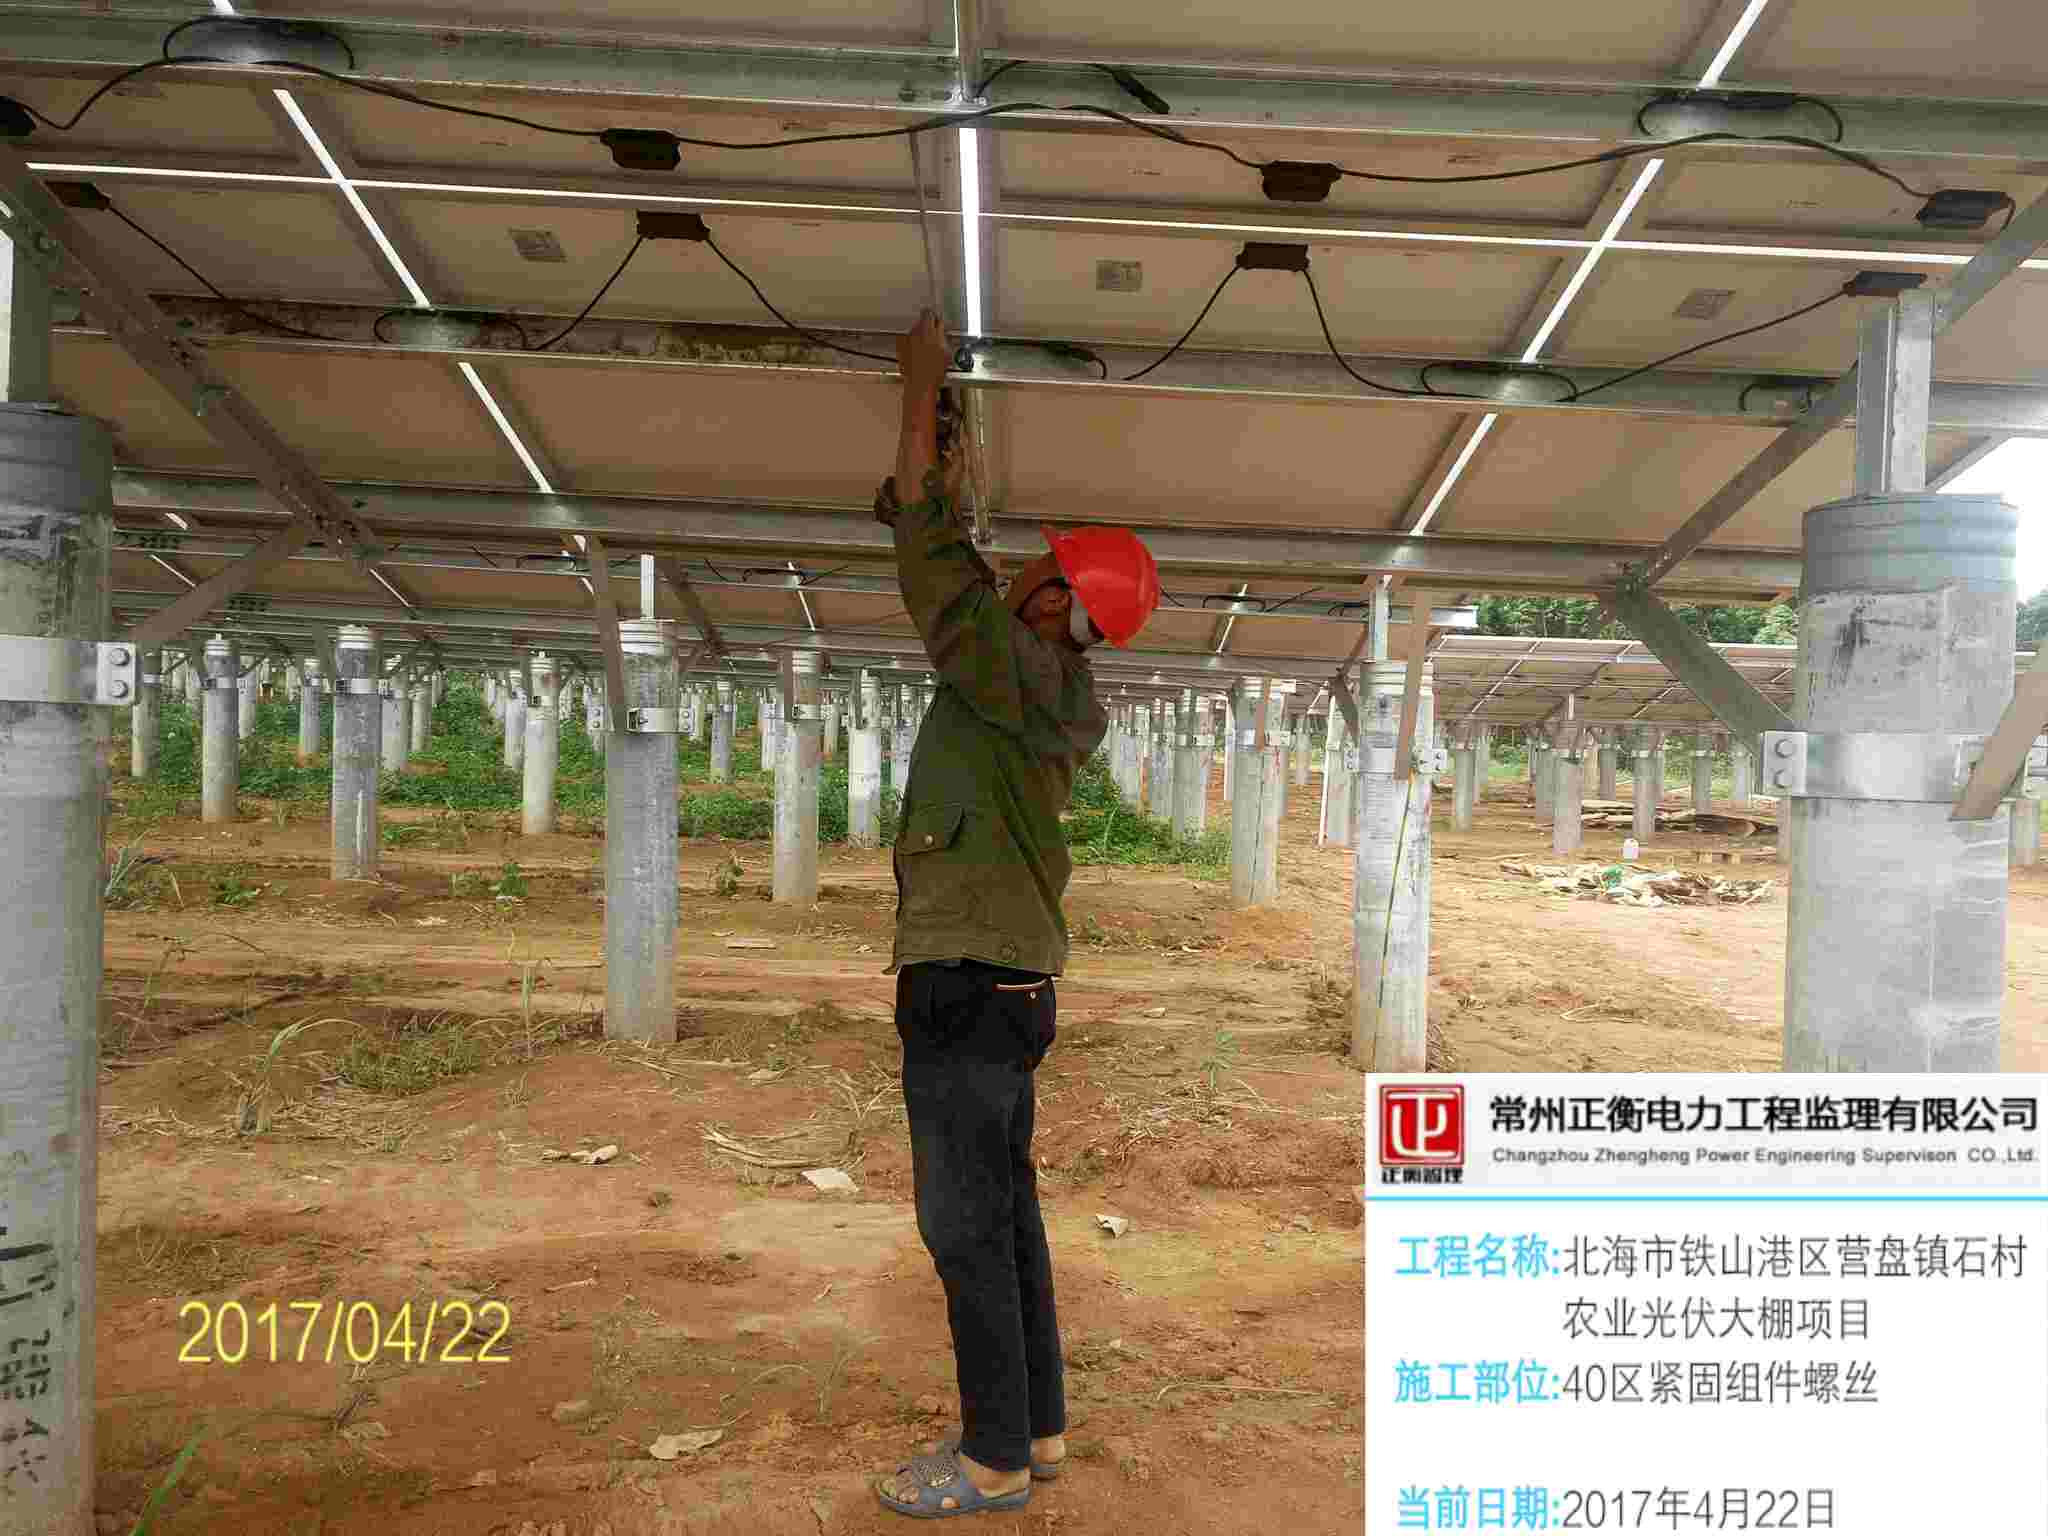 常州正衡电力工程监理有限公司
Changzhou Zhengheng Power Engineering Supervison CO.,Ltd.
正衡监理
工程名称:北海市铁山港区营盘镇石村
农业光伏大棚项目
施工部位:40区紧固组件螺丝
2017/04/22
当前日期:2017年4月22日